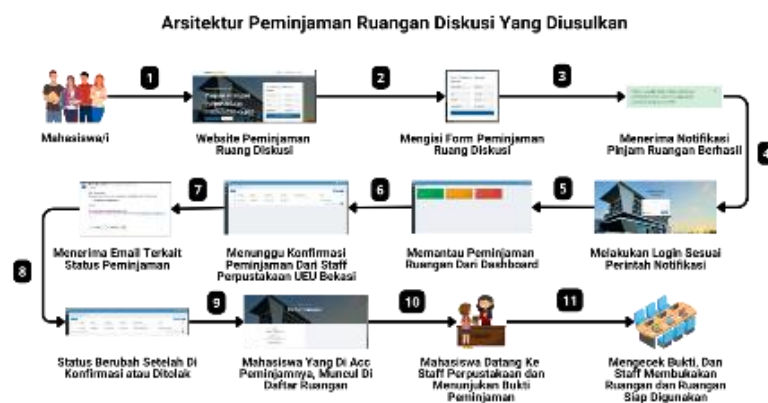 Arsitektur Peminjaman Ruangan Diskusi Yang Diusulkan
1
2
3
Mahasiswa/i
Website Peminjaman
Ruang Diskusi
Mengisi Form Peminjaman
Ruang Diskusi
Menerima Notifikasi
Pinjam Ruangan Berhasil
4
7
6
5
Menerima Email Terkait
Status Peminjaman
Menunggu Konfirmasi
Peminjaman Dari Staff
Perpustakaan UEU Bekasi
Memantau Peminjaman
Ruangan Dari Dashboard
Melakukan Login Sesuai
Perintah Notifikasi
8
9
10
11
Status Berubah Setelah Di
Konfirmasi atau Ditolak
Mahasiswa Yang Di Acc
Peminjamnya, Muncul Di
Daftar Ruangan
Mahasiswa Datang Ke
Staff Perpustakaan dan
Menunjukan Bukti
Peminjaman
Mengecek Bukti, Dan
Staff Membukakan
Ruangan dan Ruangan
Siap Digunakan